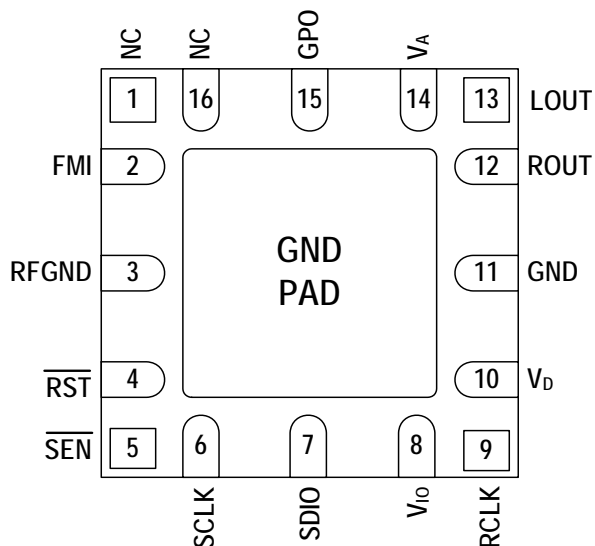 NC
NC
GPO
VA
1
16
15
14
13
LOUT
FMI
2
12
ROUT
GND
PAD
RFGND
3
11
GND
RST
4
10
VD
SEN
5
6
7
8
9
SCLK
SDIO
VIO
RCLK